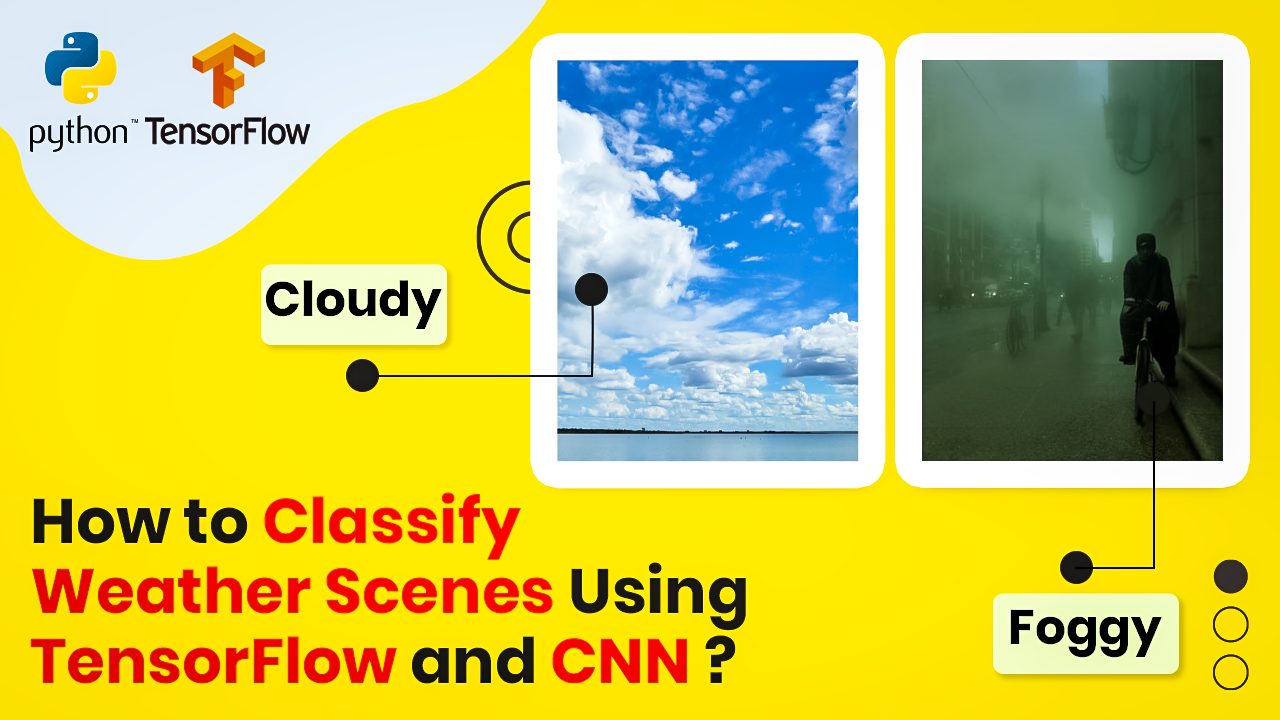 python™ TensorFlow
Cloudy
How to Classify
Weather Scenes Using
TensorFlow and CNN ?
Foggy